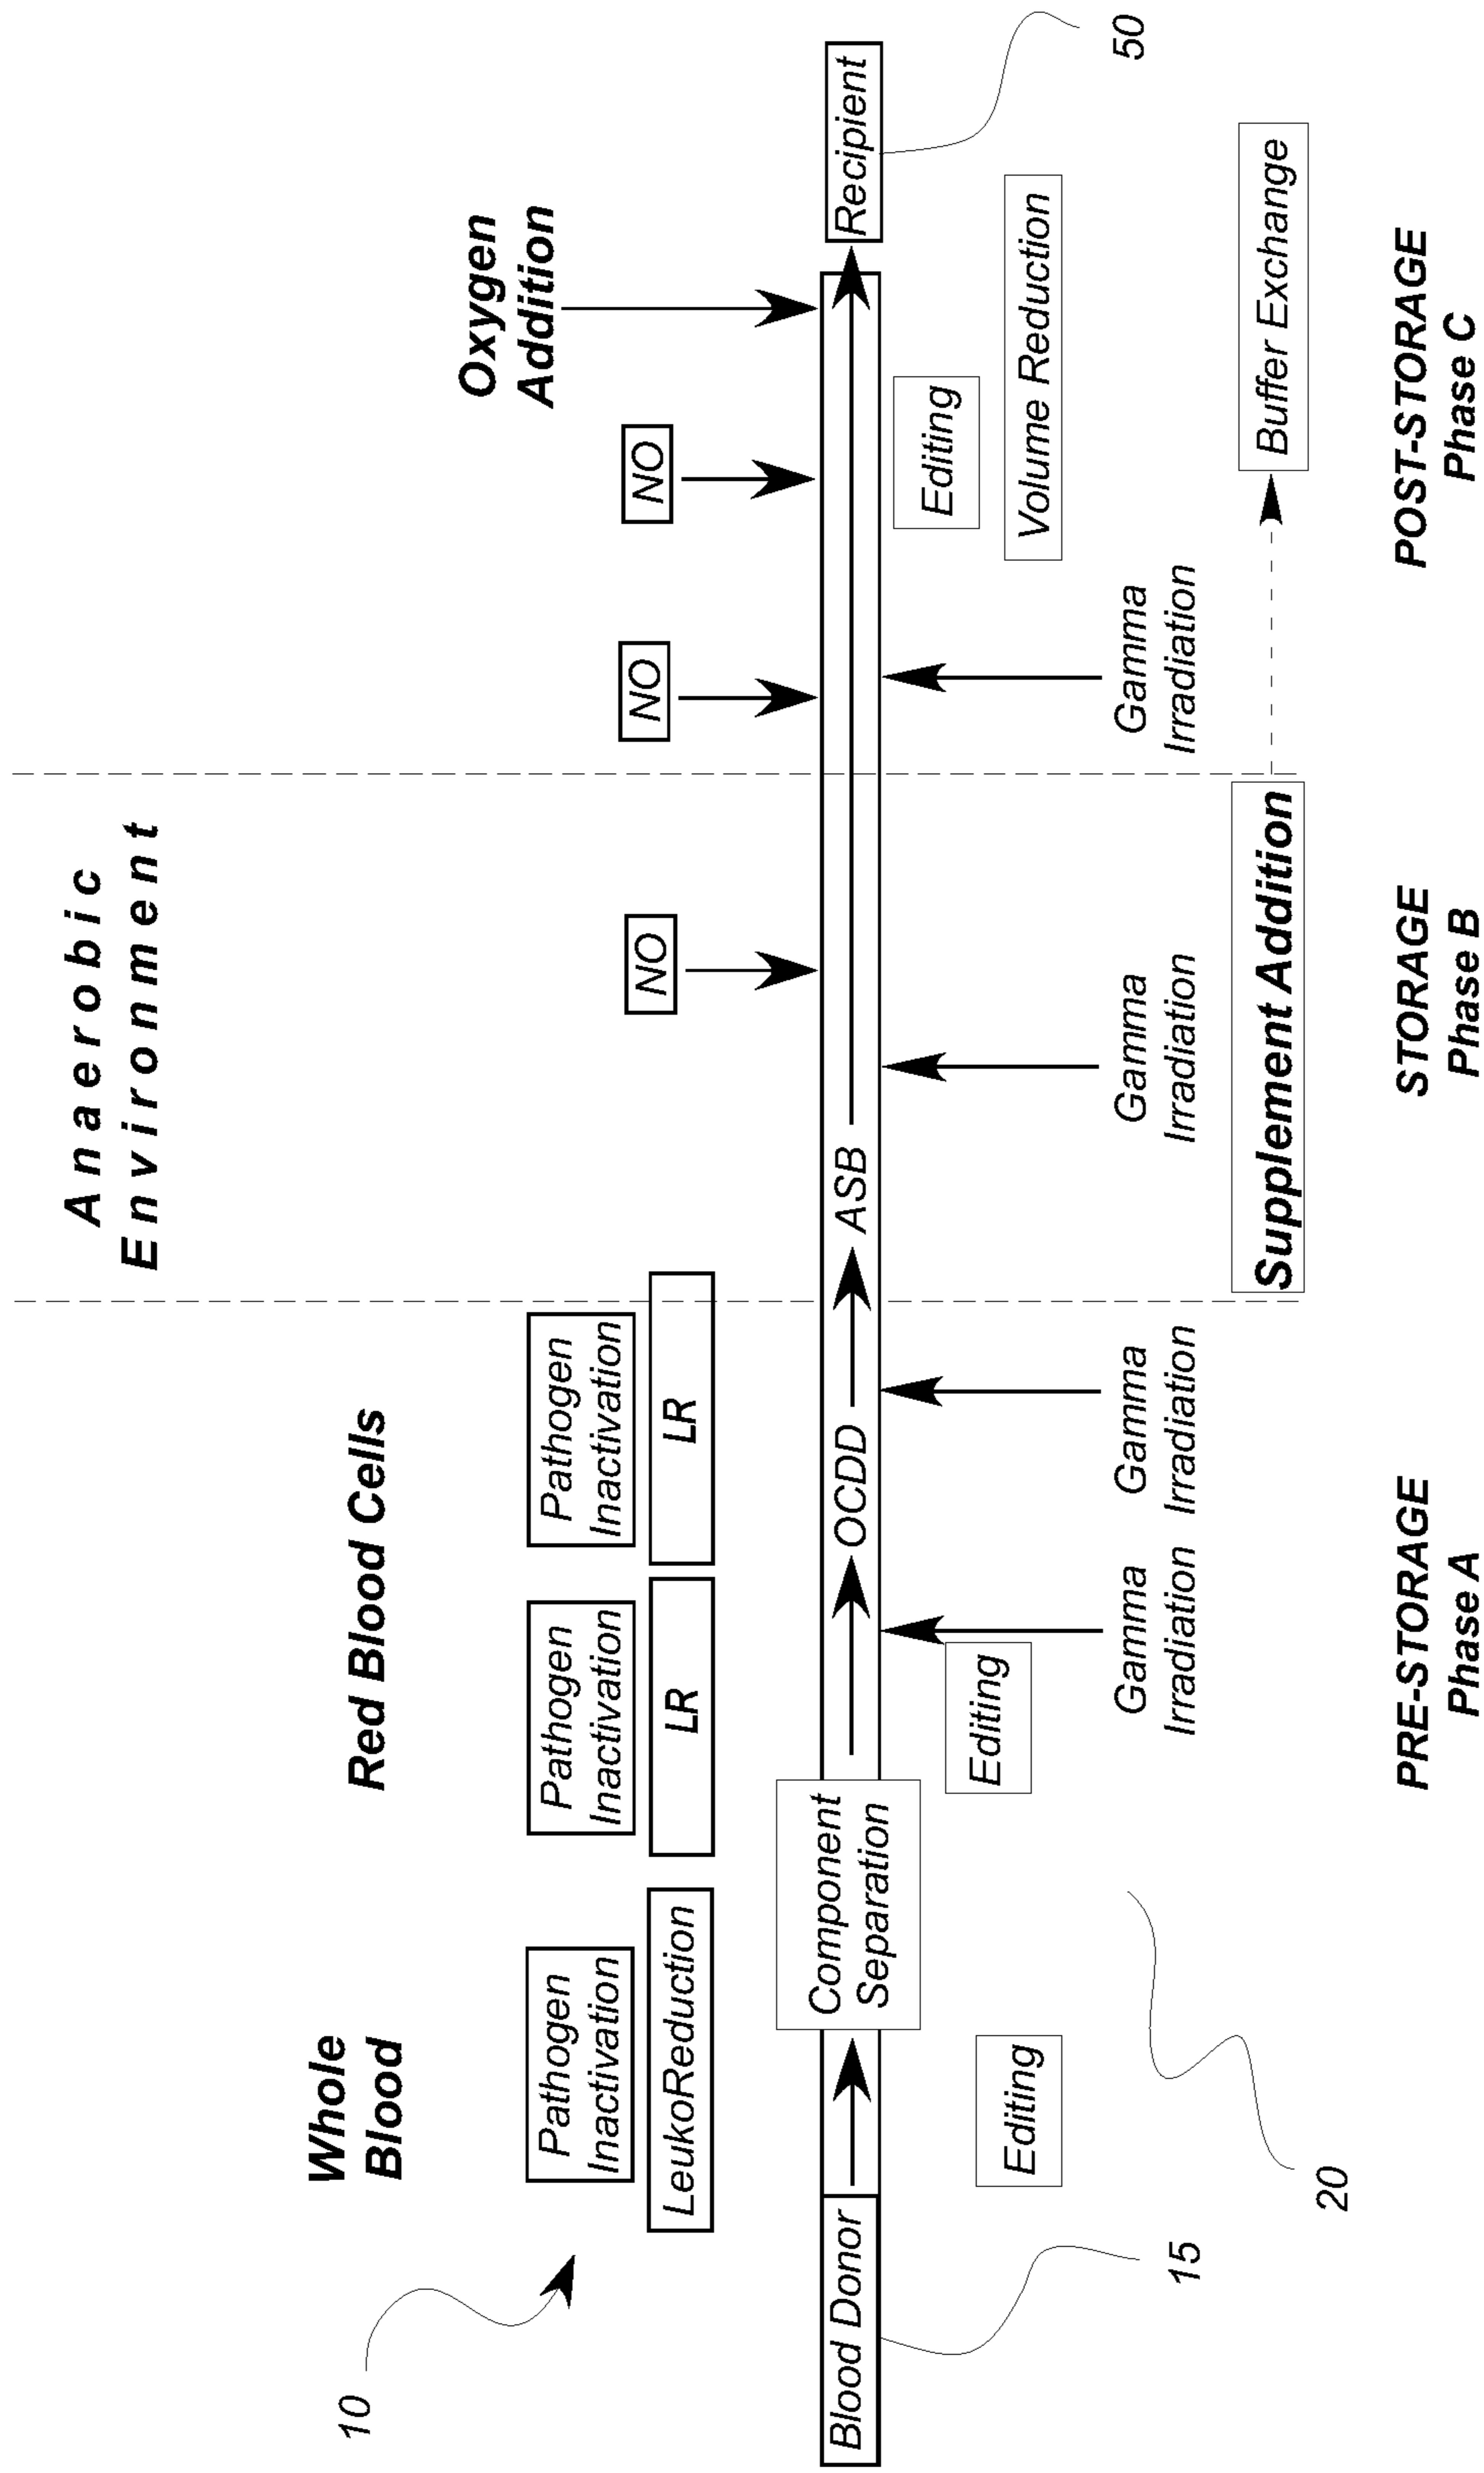 Anaerobic
Environment
Whole
Blood
Red Blood Cells
Oxygen
Addition
10
Pathogen
Inactivation
Pathogen
Inactivation
Pathogen
Inactivation
LeukoReduction
LR
LR
NO
NO
NO
Blood Donor
Component
Separation
OCDD
ASB
Recipient
Editing
Editing
Editing
Volume Reduction
15
20
50
Gamma
Irradiation
Gamma
Irradiation
Gamma
Irradiation
Gamma
Irradiation
Supplement Addition
Buffer Exchange
PRE-STORAGE
Phase A
STORAGE
Phase B
POST-STORAGE
Phase C